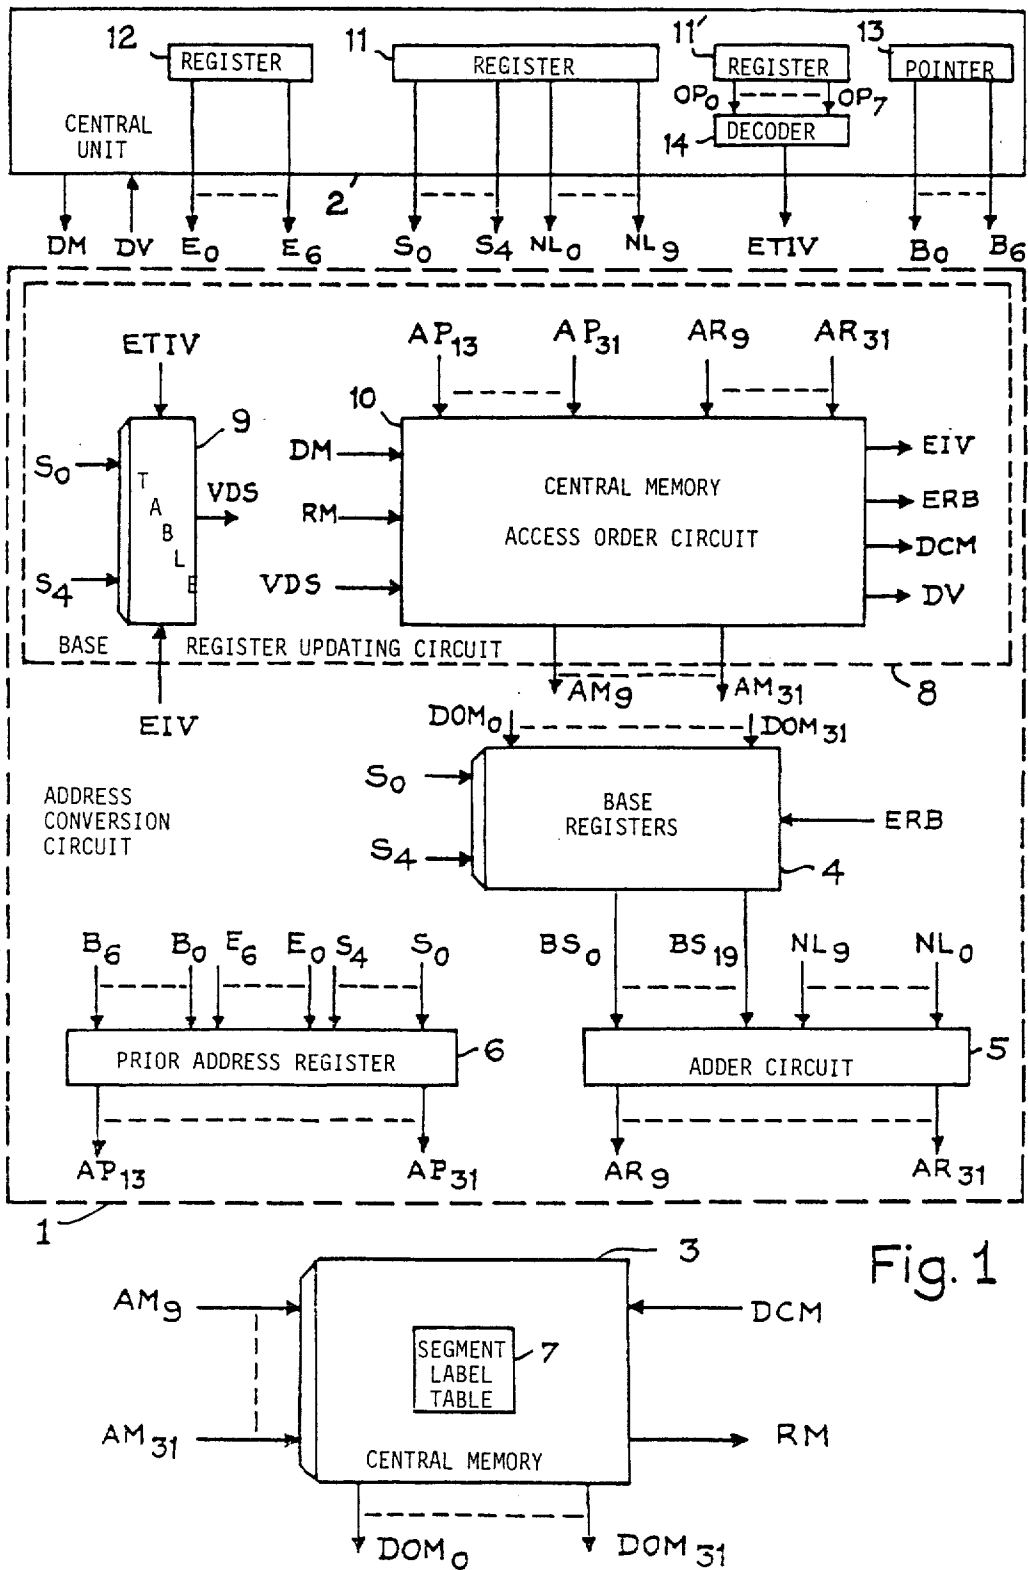 12 11 11′ 13
REGISTER REGISTER REGISTER POINTER
OP0 OP7
CENTRAL UNIT
14 DECODER
2′
DM DV E0 E6 S0 S4 NL0 NL9 ETIV B0 B6
ETIV AP13 AP31 AR9 AR31
9 10
S0 TABLE VDS DM EIV
CENTRAL MEMORY
RM ERB
ACCESS ORDER CIRCUIT
DCM
S4 VDS DV
BASE REGISTER UPDATING CIRCUIT
8
EIV AM9 AM31
DOM0 DOM31
S0
ADDRESS CONVERSION CIRCUIT
BASE REGISTERS
ERB
S4
4
B6 B0 E6 E0 S4 S0 BS0 BS19 NL9 NL0
PRIOR ADDRESS REGISTER 6 ADDER CIRCUIT 5
AP13 AP31 AR9 AR31
1
3
Fig. 1
AM9 DCM
SEGMENT LABEL TABLE
7
AM31 RM
CENTRAL MEMORY
DOM0 DOM31